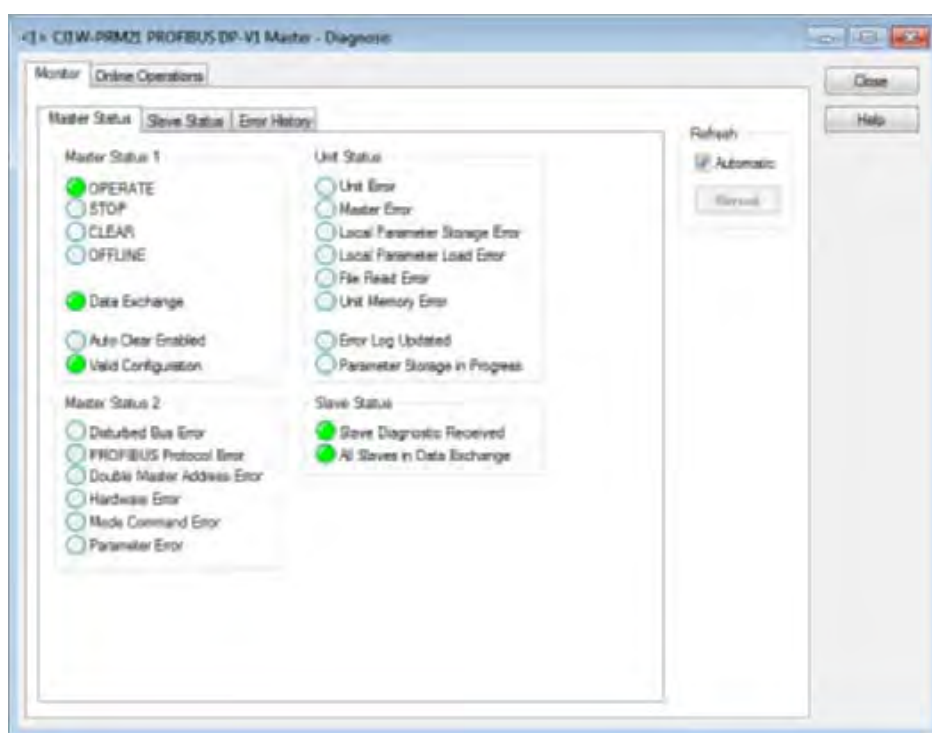 <1> CJ1W-PRM21 PROFIBUS DP-V1 Master - Diagnosis
Monitor
Online Operations
Close
Help
Master Status
Slave Status
Error History
Refresh
Automatic
Manual
Master Status 1
OPERATE
STOP
CLEAR
OFFLINE
Data Exchange
Auto Clear Enabled
Valid Configuration
Unit Status
Unit Error
Master Error
Local Parameter Storage Error
Local Parameter Load Error
File Read Error
Unit Memory Error
Error Log Updated
Parameter Storage in Progress
Master Status 2
Disturbed Bus Error
PROFIBUS Protocol Error
Double Master Address Error
Hardware Error
Mode Command Error
Parameter Error
Slave Status
Slave Diagnostic Received
All Slaves in Data Exchange